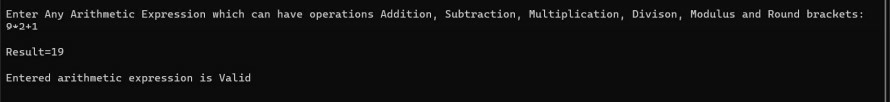 Enter Any Arithmetic Expression which can have operations Addition, Subtraction, Multiplication, Divison, Modulus and Round brackets:
9*2+1
Result=19
Entered arithmetic expression is Valid